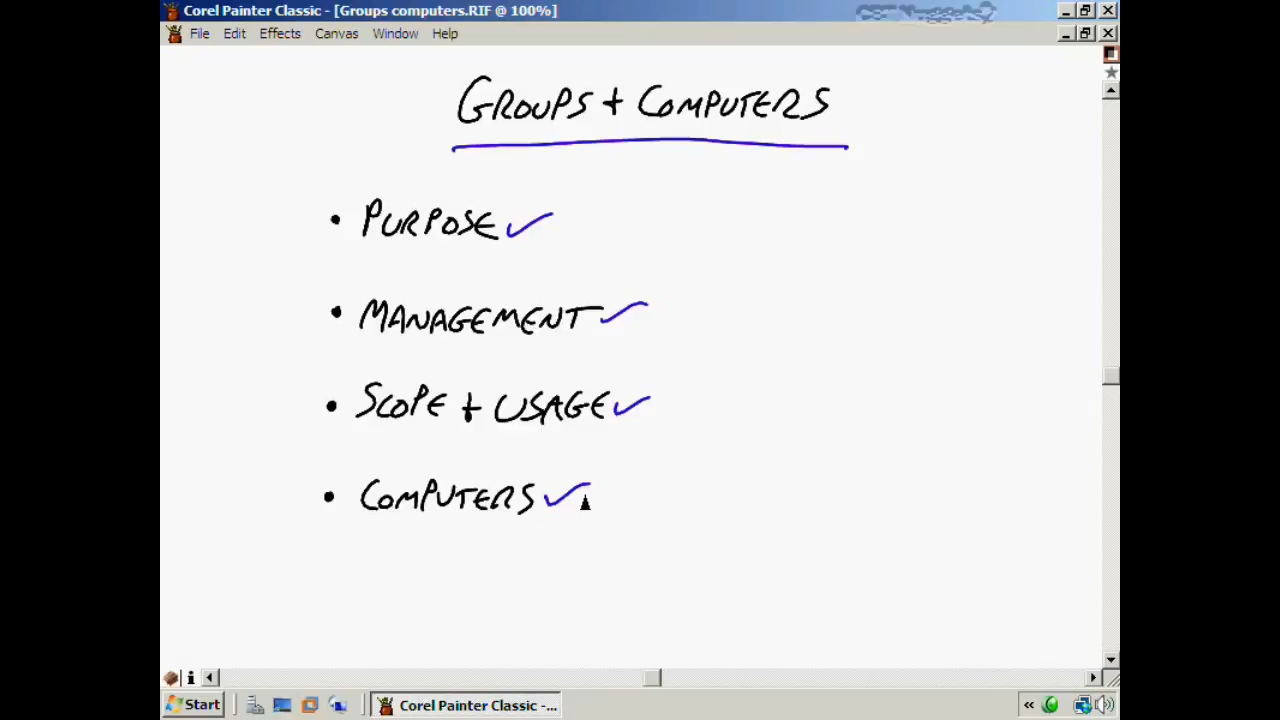 Corel Painter Classic - [Groups computers.RIF @ 100%]
File Edit Effects Canvas Window Help
GROUPS + COMPUTERS
• PURPOSE ✓
• MANAGEMENT ✓
• SCOPE + USAGE ✓
• COMPUTERS ✓
Start Corel Painter Classic -... «